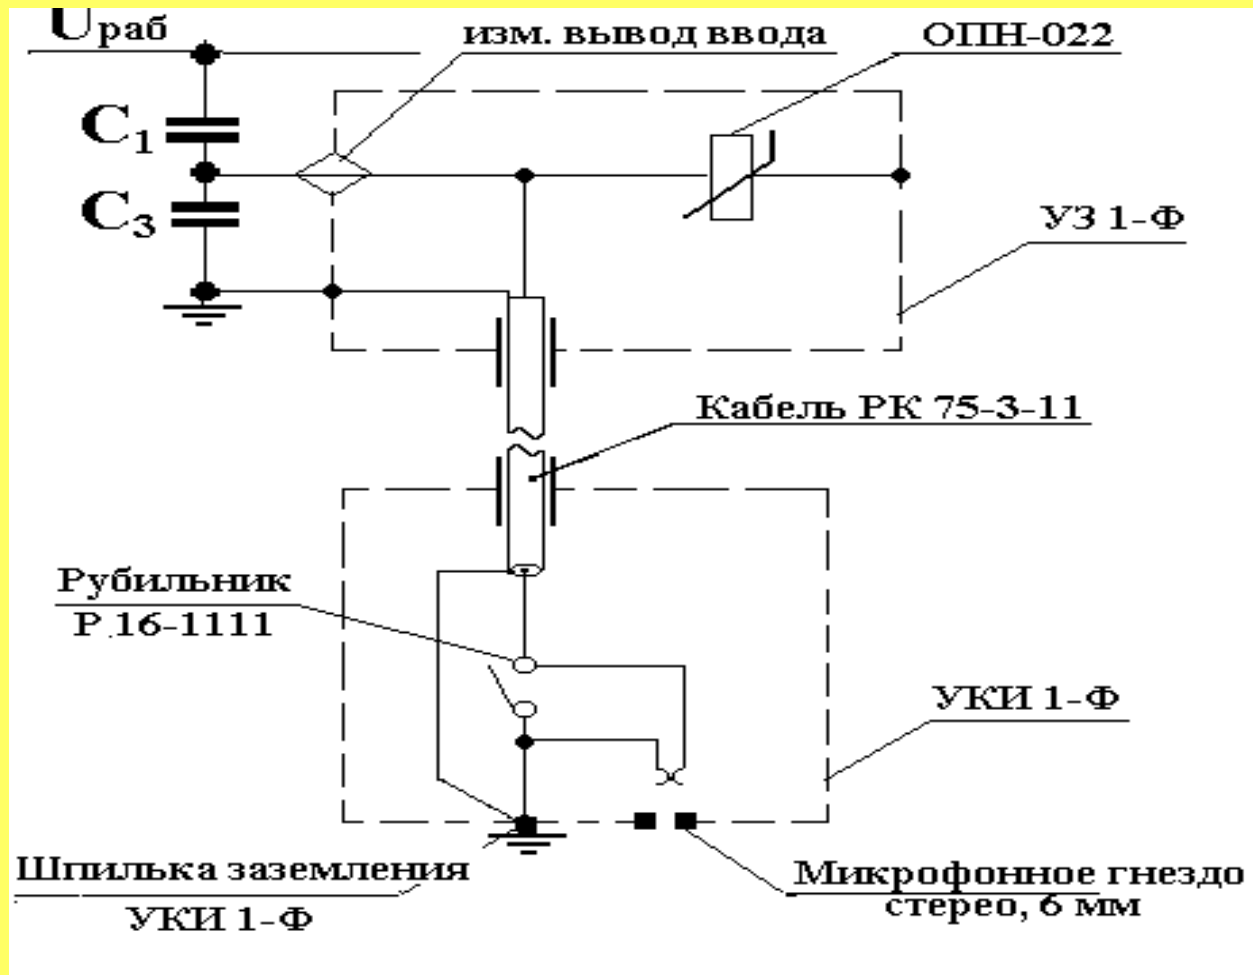 Uраб
изм. вывод ввода
ОПН-022
C1
C3
УЗ 1-Ф
Кабель РК 75-3-11
Рубильник
Р.16-1111
УКИ 1-Ф
Шпилька заземления
УКИ 1-Ф
Микрофонное гнездо
стерео, 6 мм